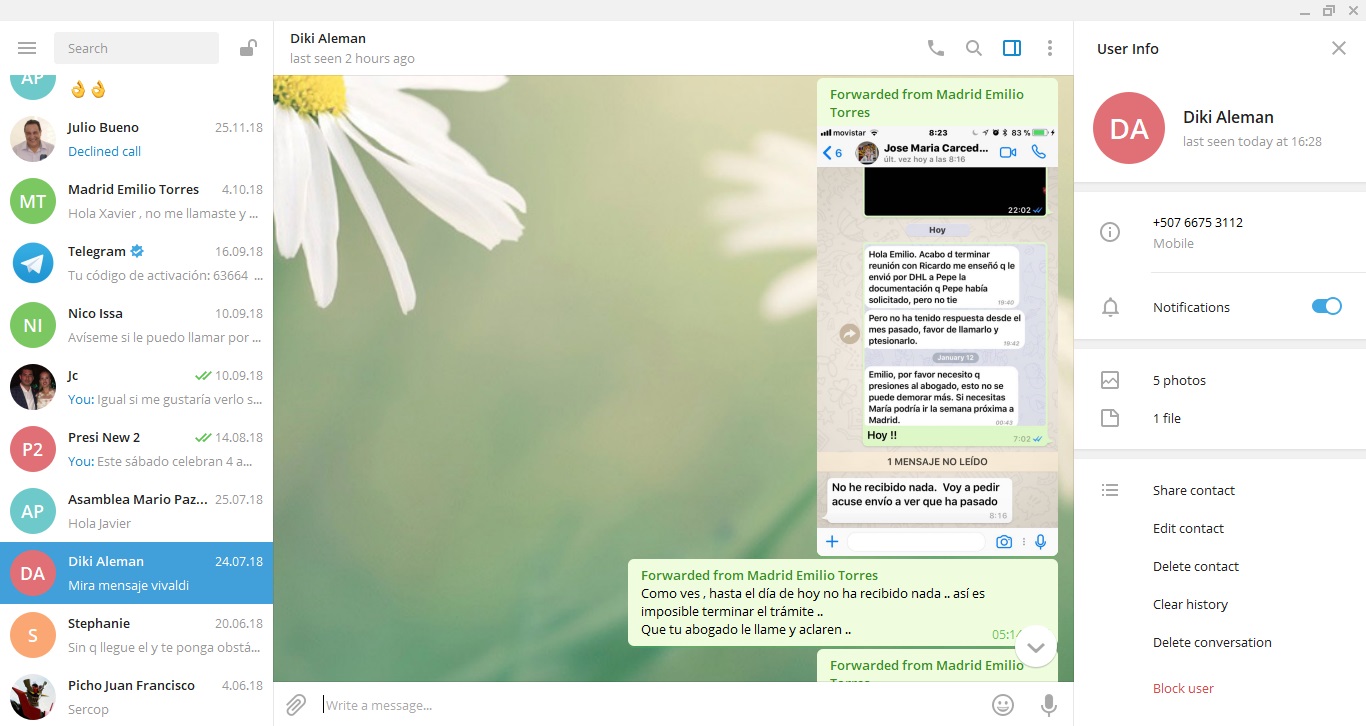 Search
AP
Julio Bueno 25.11.18
Declined call
MT
Madrid Emilio Torres 4.10.18
Hola Xavier , no me llamaste y ...
Telegram 16.09.18
Tu código de activación: 63664 ...
NI
Nico Issa 10.09.18
Avíseme si le puedo llamar por ...
Jc 10.09.18
You: Igual si me gustaría verlo s...
P2
Presi New 2 14.08.18
You: Este sábado celebran 4 a...
AP
Asamblea Mario Paz... 25.07.18
Hola Javier
DA
Diki Aleman 24.07.18
Mira mensaje vivaldi
S
Stephanie 20.06.18
Sin q llegue el y te ponga obstá...
Picho Juan Francisco 4.06.18
Sercop
Diki Aleman
last seen 2 hours ago
Forwarded from Madrid Emilio
Torres
movistar 8:23 83 %
6 Jose Maria Carced...
últ. vez hoy a las 8:16
22:02
Hoy
Hola Emilio. Acabo d terminar
reunión con Ricardo me enseñó q le
envió por DHL a Pepe la
documentación q Pepe había
solicitado, pero no tie
19:40
Pero no ha tenido respuesta desde el
mes pasado, favor de llamarlo y
ptesionarlo.
19:42
January 12
Emilio, por favor necesito q
presiones al abogado, esto no se
puede demorar más. Si necesitas
María podría ir la semana próxima a
Madrid.
00:43
Hoy !!
7:02
1 MENSAJE NO LEÍDO
No he recibido nada. Voy a pedir
acuse envío a ver que ha pasado
8:16
Forwarded from Madrid Emilio Torres
Como ves , hasta el día de hoy no ha recibido nada .. así es
imposible terminar el trámite ..
Que tu abogado le llame y aclaren ..
Forwarded from Madrid Emilio
Torres
Write a message...
User Info
DA
Diki Aleman
last seen today at 16:28
+507 6675 3112
Mobile
Notifications
5 photos
1 file
Share contact
Edit contact
Delete contact
Clear history
Delete conversation
Block user